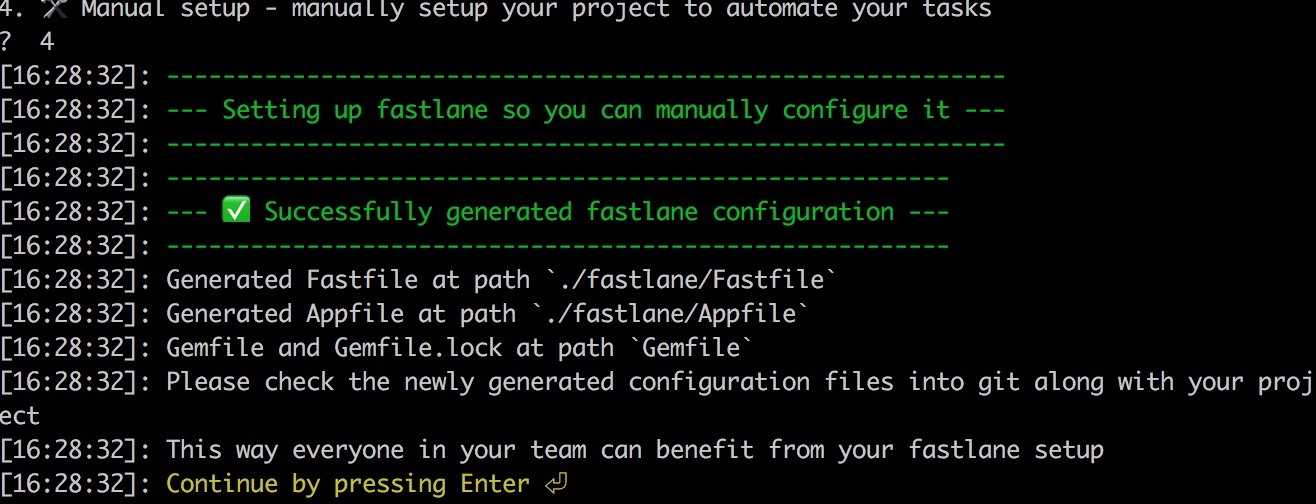 4. 🛠 Manual setup - manually setup your project to automate your tasks
?  4
[16:28:32]: ------------------------------------------------------------
[16:28:32]: --- Setting up fastlane so you can manually configure it ---
[16:28:32]: ------------------------------------------------------------
[16:28:32]: --------------------------------------------------------
[16:28:32]: --- ✅ Successfully generated fastlane configuration ---
[16:28:32]: --------------------------------------------------------
[16:28:32]: Generated Fastfile at path `./fastlane/Fastfile`
[16:28:32]: Generated Appfile at path `./fastlane/Appfile`
[16:28:32]: Gemfile and Gemfile.lock at path `Gemfile`
[16:28:32]: Please check the newly generated configuration files into git along with your proj
ect
[16:28:32]: This way everyone in your team can benefit from your fastlane setup
[16:28:32]: Continue by pressing Enter ⏎